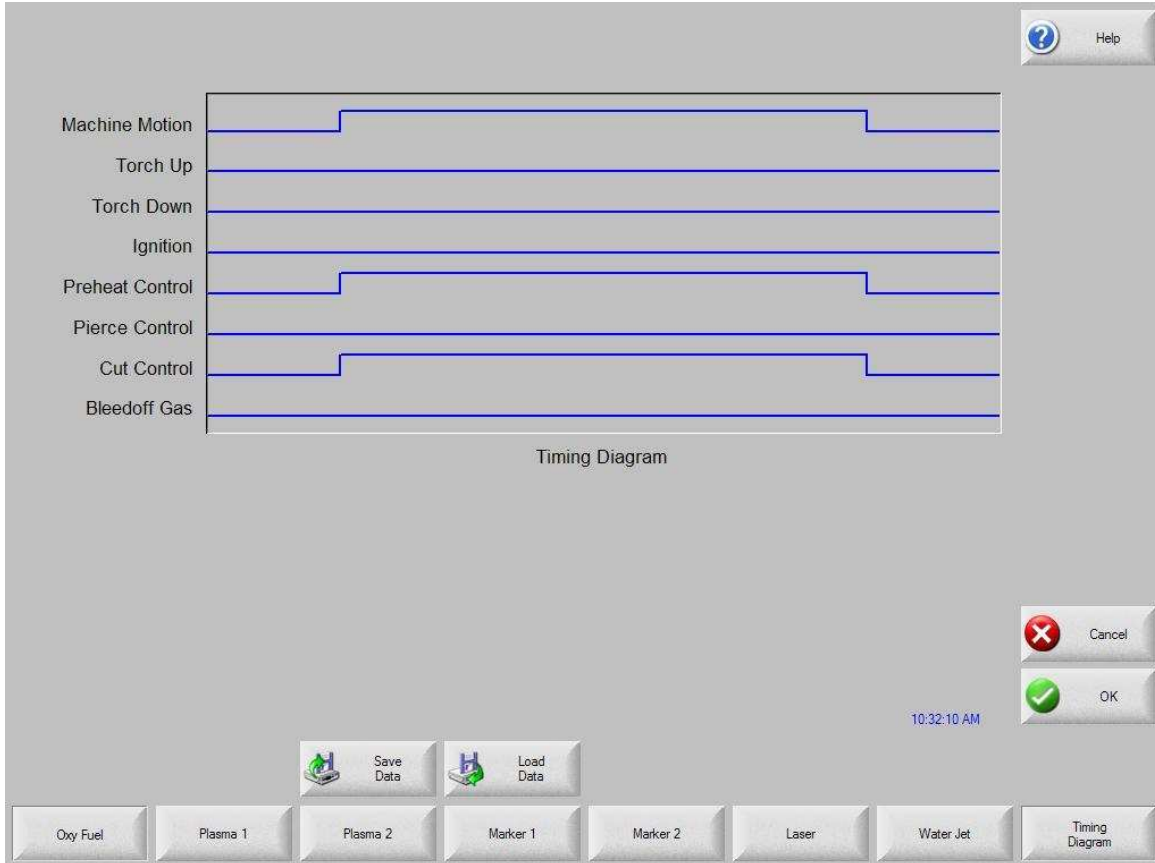 Help
Machine Motion
Torch Up
Torch Down
Ignition
Preheat Control
Pierce Control
Cut Control
Bleedoff Gas
Timing Diagram
Cancel
OK
10:32:10 AM
Save
Data
Load
Data
Oxy Fuel
Plasma 1
Plasma 2
Marker 1
Marker 2
Laser
Water Jet
Timing
Diagram